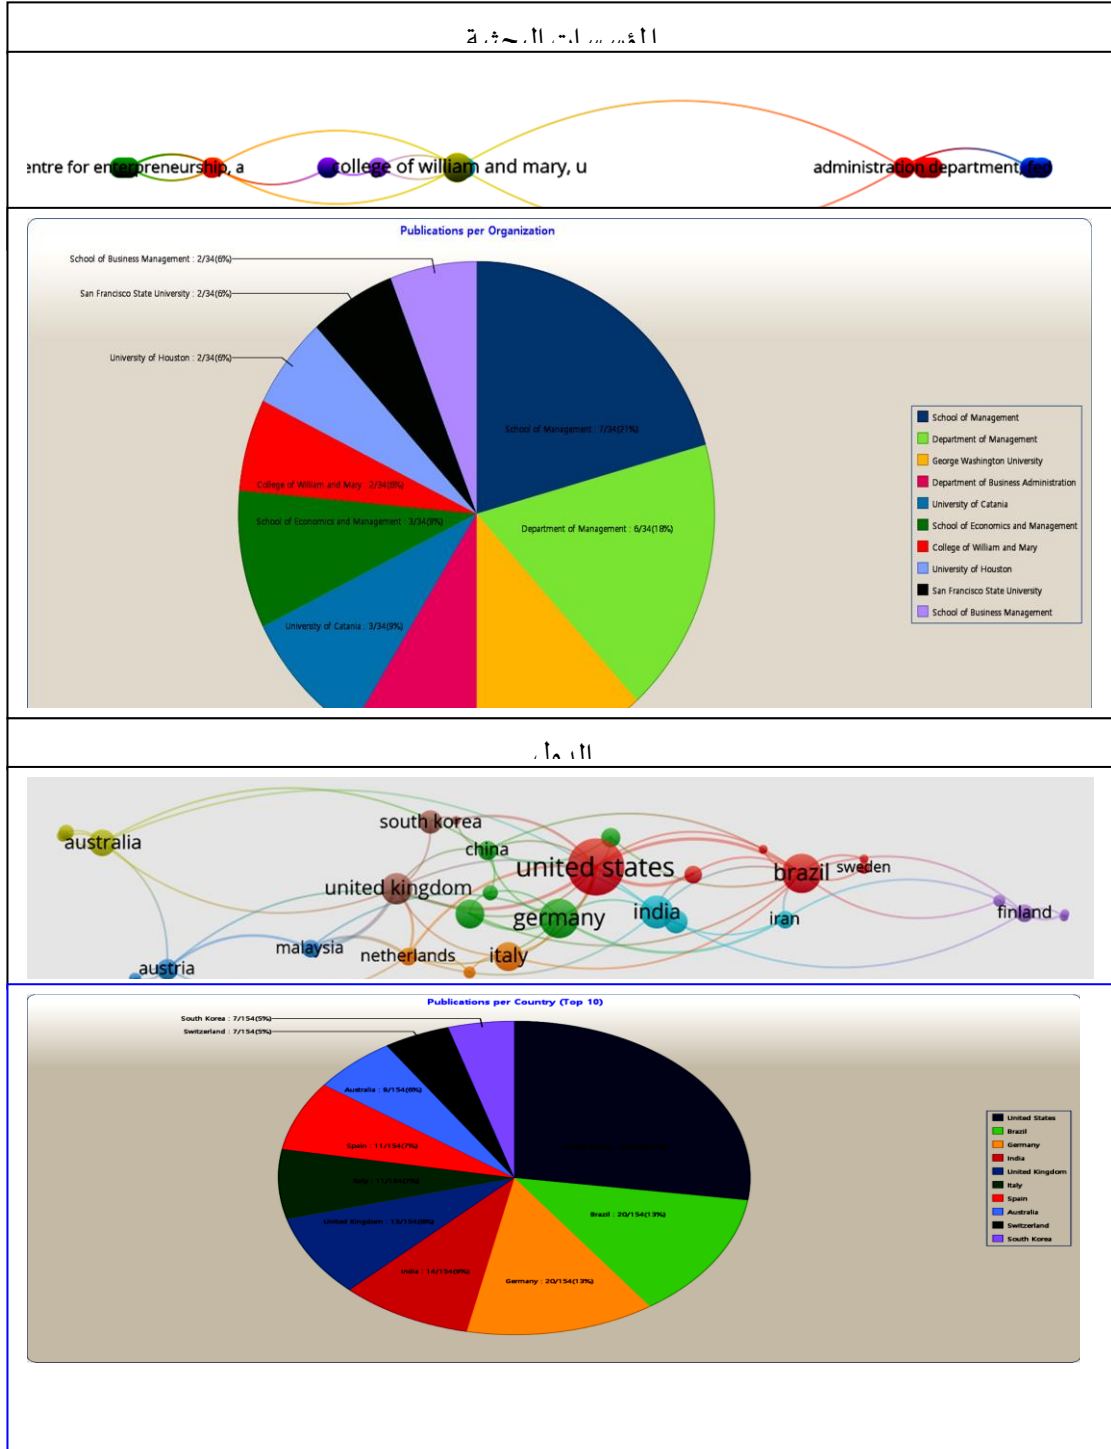 المؤسسات البحثية
entre for enterpreneurship, a
college of william and mary, u
administration department, fed
Publications per Organization
School of Business Management : 2/34(6%)
San Francisco State University : 2/34(6%)
University of Houston : 2/34(6%)
College of William and Mary : 2/34(6%)
School of Economics and Management : 3/34(9%)
University of Catania : 3/34(9%)
School of Management : 7/34(21%)
Department of Management : 6/34(18%)
School of Management
Department of Management
George Washington University
Department of Business Administration
University of Catania
School of Economics and Management
College of William and Mary
University of Houston
San Francisco State University
School of Business Management
الدول
australia
south korea
china
united states
brazil
sweden
united kingdom
germany
india
iran
finland
malaysia
netherlands
italy
austria
Publications per Country (Top 10)
South Korea : 7/154(5%)
Switzerland : 7/154(5%)
Australia : 9/154(6%)
Spain : 11/154(7%)
Italy : 11/154(7%)
United Kingdom : 13/154(8%)
India : 14/154(9%)
Germany : 20/154(13%)
Brazil : 20/154(13%)
United States
Brazil
Germany
India
United Kingdom
Italy
Spain
Australia
Switzerland
South Korea